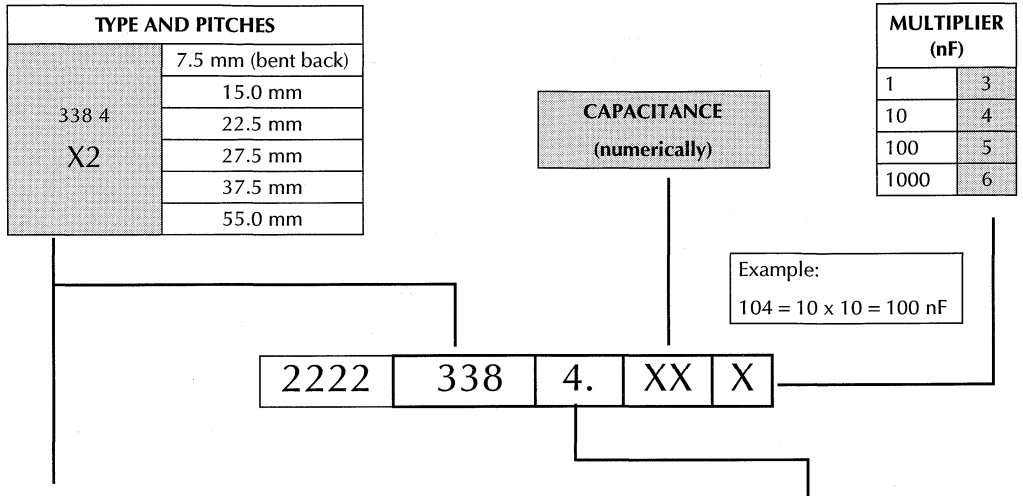 TYPE AND PITCHES
338 4
X2
7.5 mm (bent back)
15.0 mm
22.5 mm
27.5 mm
37.5 mm
55.0 mm
CAPACITANCE
(numerically)
MULTIPLIER
(nF)
1 3
10 4
100 5
1000 6
Example:
104 = 10 x 10 = 100 nF
2222 338 4. XX X